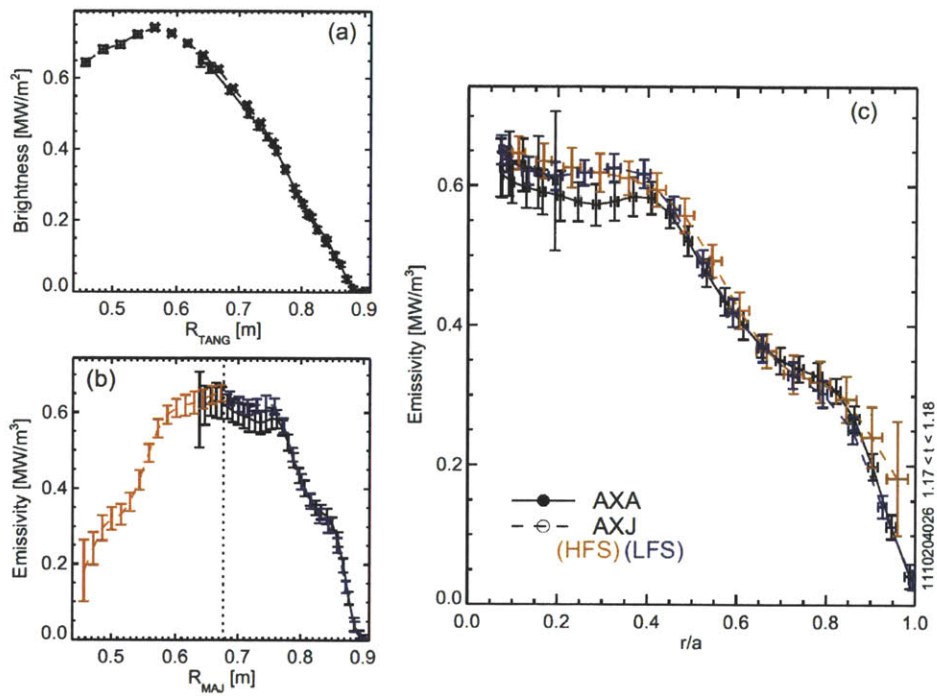 (a)
Brightness [MW/m²]
0.6
0.4
0.2
0.0
0.5 0.6 0.7 0.8 0.9
R_TANG [m]
(b)
Emissivity [MW/m³]
0.6
0.4
0.2
0.0
0.5 0.6 0.7 0.8 0.9
R_MAJ [m]
(c)
Emissivity [MW/m³]
0.6
0.4
0.2
0.0
AXA
AXJ
(HFS) (LFS)
0.0 0.2 0.4 0.6 0.8 1.0
r/a
1110204026 1.17 < t < 1.18